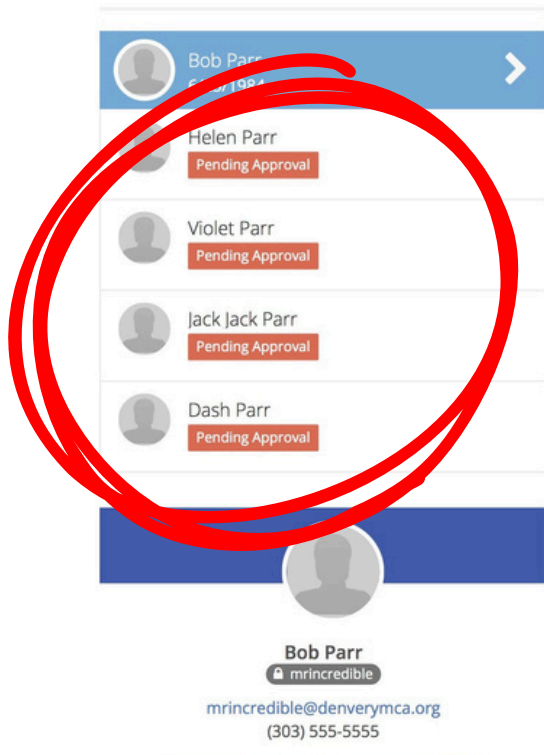 Bob Parr
Helen Parr
Pending Approval
Violet Parr
Pending Approval
Jack Jack Parr
Pending Approval
Dash Parr
Pending Approval
Bob Parr
mrincredible
mrincredible@denverymca.org
(303) 555-5555